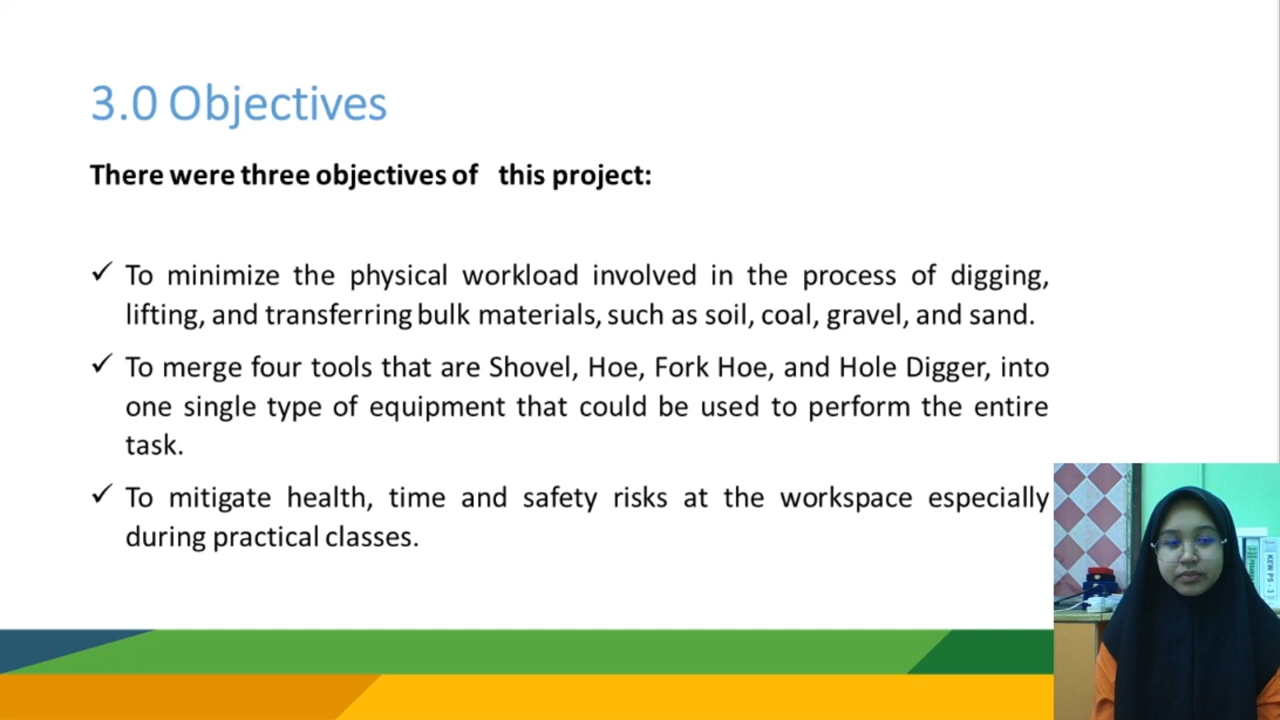 3.0 Objectives
There were three objectives of this project:
✓ To minimize the physical workload involved in the process of digging,
lifting, and transferring bulk materials, such as soil, coal, gravel, and sand.
✓ To merge four tools that are Shovel, Hoe, Fork Hoe, and Hole Digger, into
one single type of equipment that could be used to perform the entire
task.
✓ To mitigate health, time and safety risks at the workspace especially
during practical classes.
KEW PS - 3